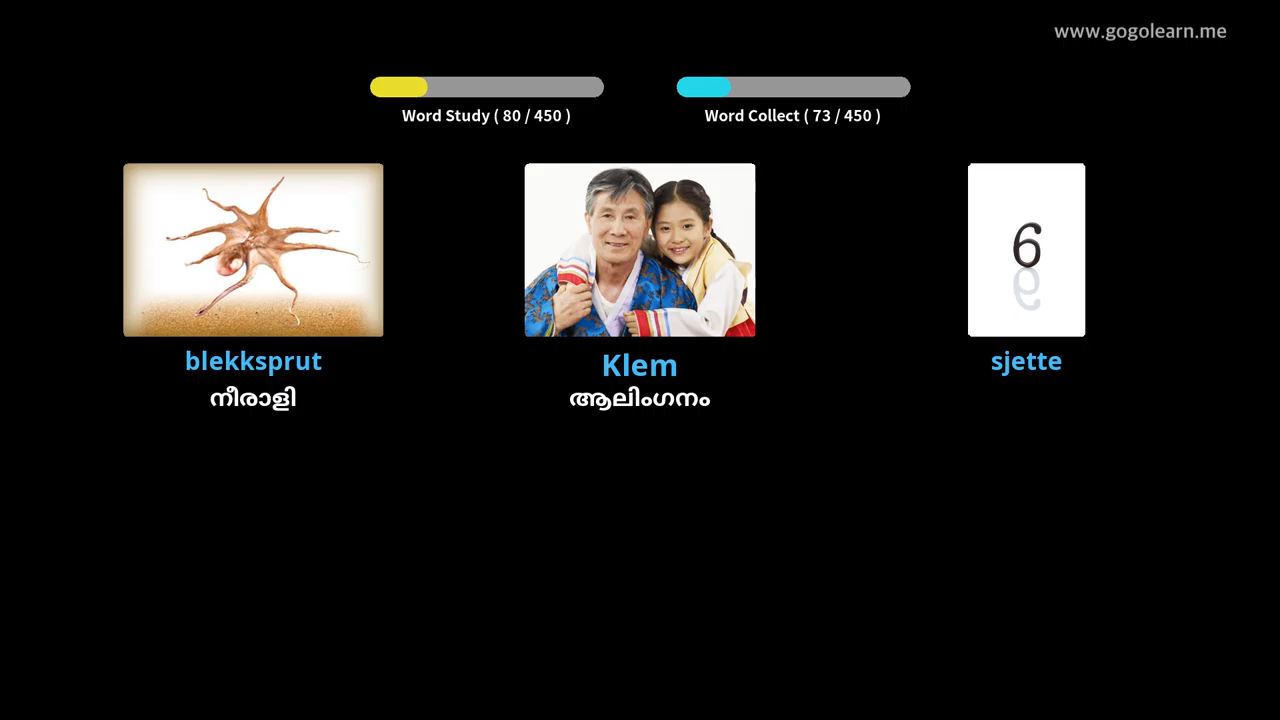 www.gogolearn.me
Word Study ( 80 / 450 )
Word Collect ( 73 / 450 )
6
blekksprut
Klem
sjette
നീരാളി
ആലിംഗനം